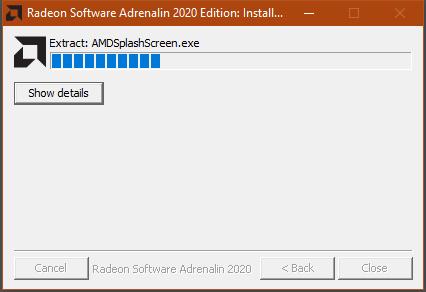 Radeon Software Adrenalin 2020 Edition: Install...
Extract: AMDSplashScreen.exe
Show details
Cancel
Radeon Software Adrenalin 2020
< Back
Close